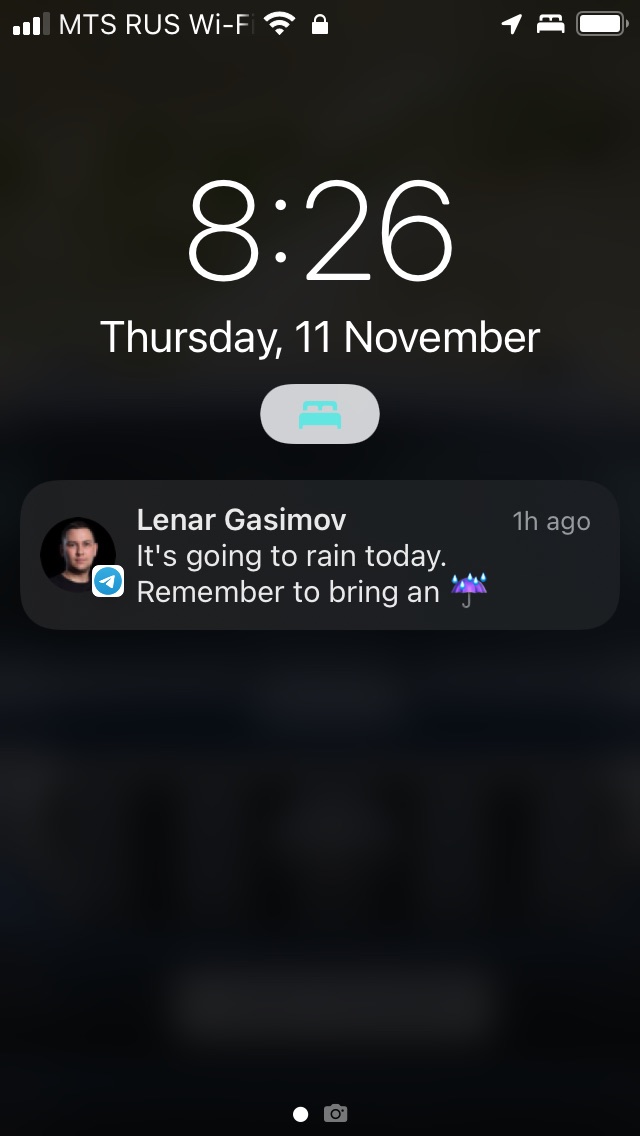 MTS RUS Wi-F
8:26
Thursday, 11 November
Lenar Gasimov 1h ago
It's going to rain today.
Remember to bring an ☔